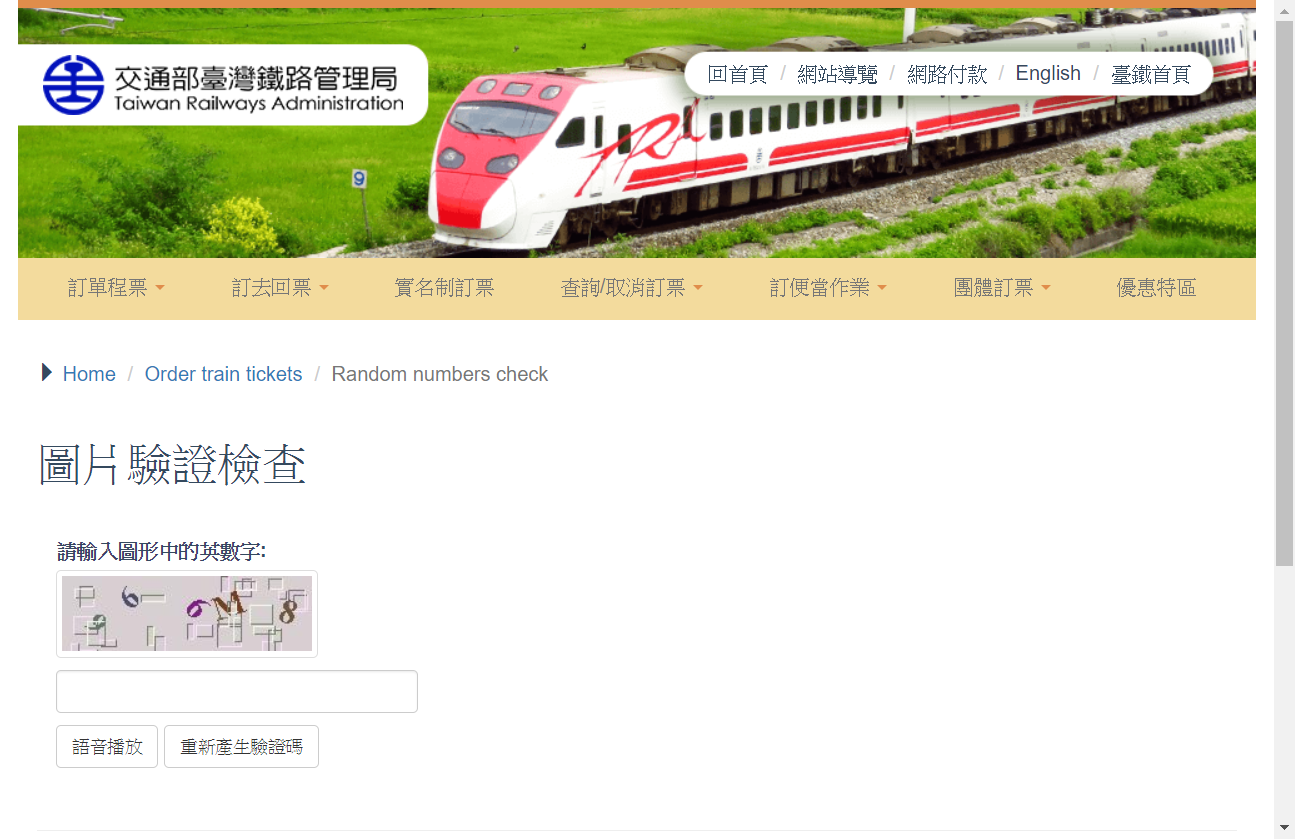 交通部臺灣鐵路管理局
Taiwan Railways Administration
回首頁 / 網站導覽 / 網路付款 / English / 臺鐵首頁
9
訂單程票 訂去回票 實名制訂票 查詢/取消訂票 訂便當作業 團體訂票 優惠特區
Home / Order train tickets / Random numbers check
圖片驗證檢查
請輸入圖形中的英數字:
語音播放 重新產生驗證碼